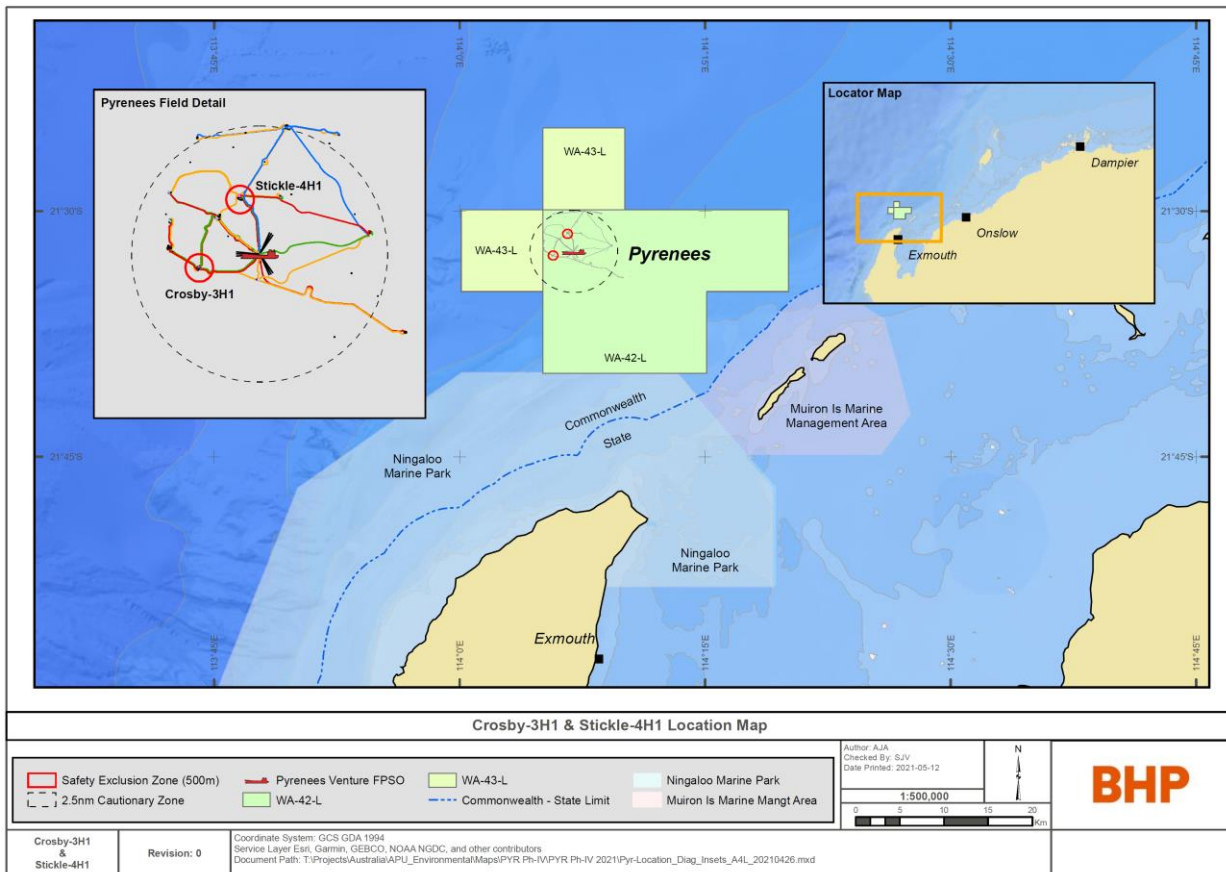 113°45'E
114°0'E
114°15'E
114°30'E
114°45'E
Pyrenees Field Detail
Stickle-4H1
Crosby-3H1
Locator Map
Dampier
Onslow
Exmouth
WA-43-L
21°30'S
21°30'S
WA-43-L
Pyrenees
WA-42-L
Commonwealth
State
Muiron Is Marine
Management Area
21°45'S
21°45'S
Ningaloo
Marine Park
Ningaloo
Marine Park
Exmouth
113°45'E
114°0'E
114°15'E
114°30'E
114°45'E
Crosby-3H1 & Stickle-4H1 Location Map
Safety Exclusion Zone (500m)
Pyrenees Venture FPSO
WA-43-L
Ningaloo Marine Park
2.5nm Cautionary Zone
WA-42-L
Commonwealth - State Limit
Muiron Is Marine Mangt Area
Author: AJA
Checked By: SJV
Date Printed: 2021-05-12
1:500,000
0 5 10 15 20
Km
N
BHP
Crosby-3H1
&
Stickle-4H1
Revision: 0
Coordinate System: GCS GDA 1994
Service Layer Esri, Garmin, GEBCO, NOAA NGDC, and other contributors
Document Path: T:\Projects\Australia\APU_Environmental\Maps\PYR Ph-IV\PYR Ph-IV 2021\Pyr-Location_Diag_Insets_A4L_20210426.mxd